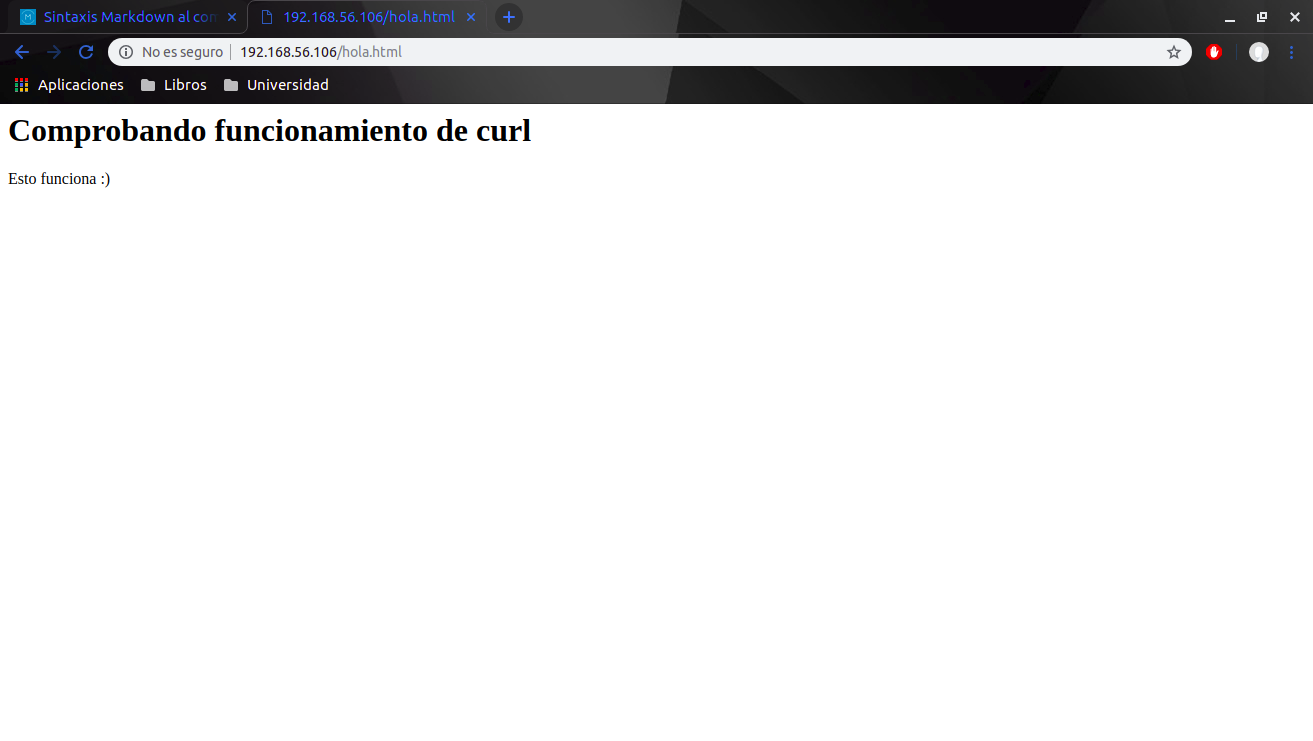 Sintaxis Markdown al com
192.168.56.106/hola.html
No es seguro
192.168.56.106/hola.html
Aplicaciones
Libros
Universidad
Comprobando funcionamiento de curl
Esto funciona :)